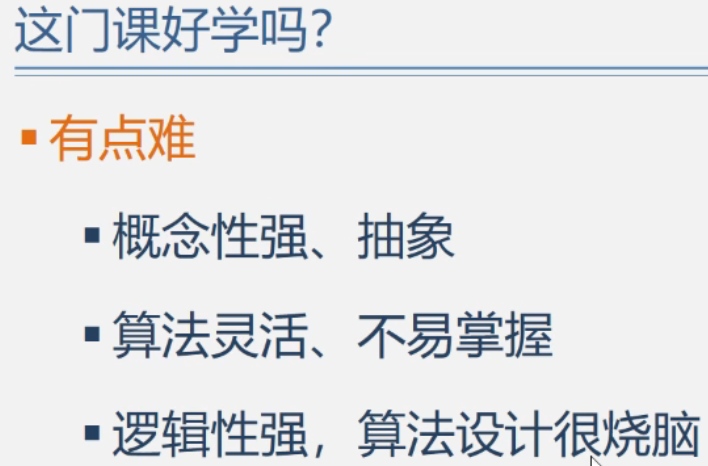 这门课好学吗？
▪有点难
▪概念性强、抽象
▪算法灵活、不易掌握
▪逻辑性强，算法设计很烧脑